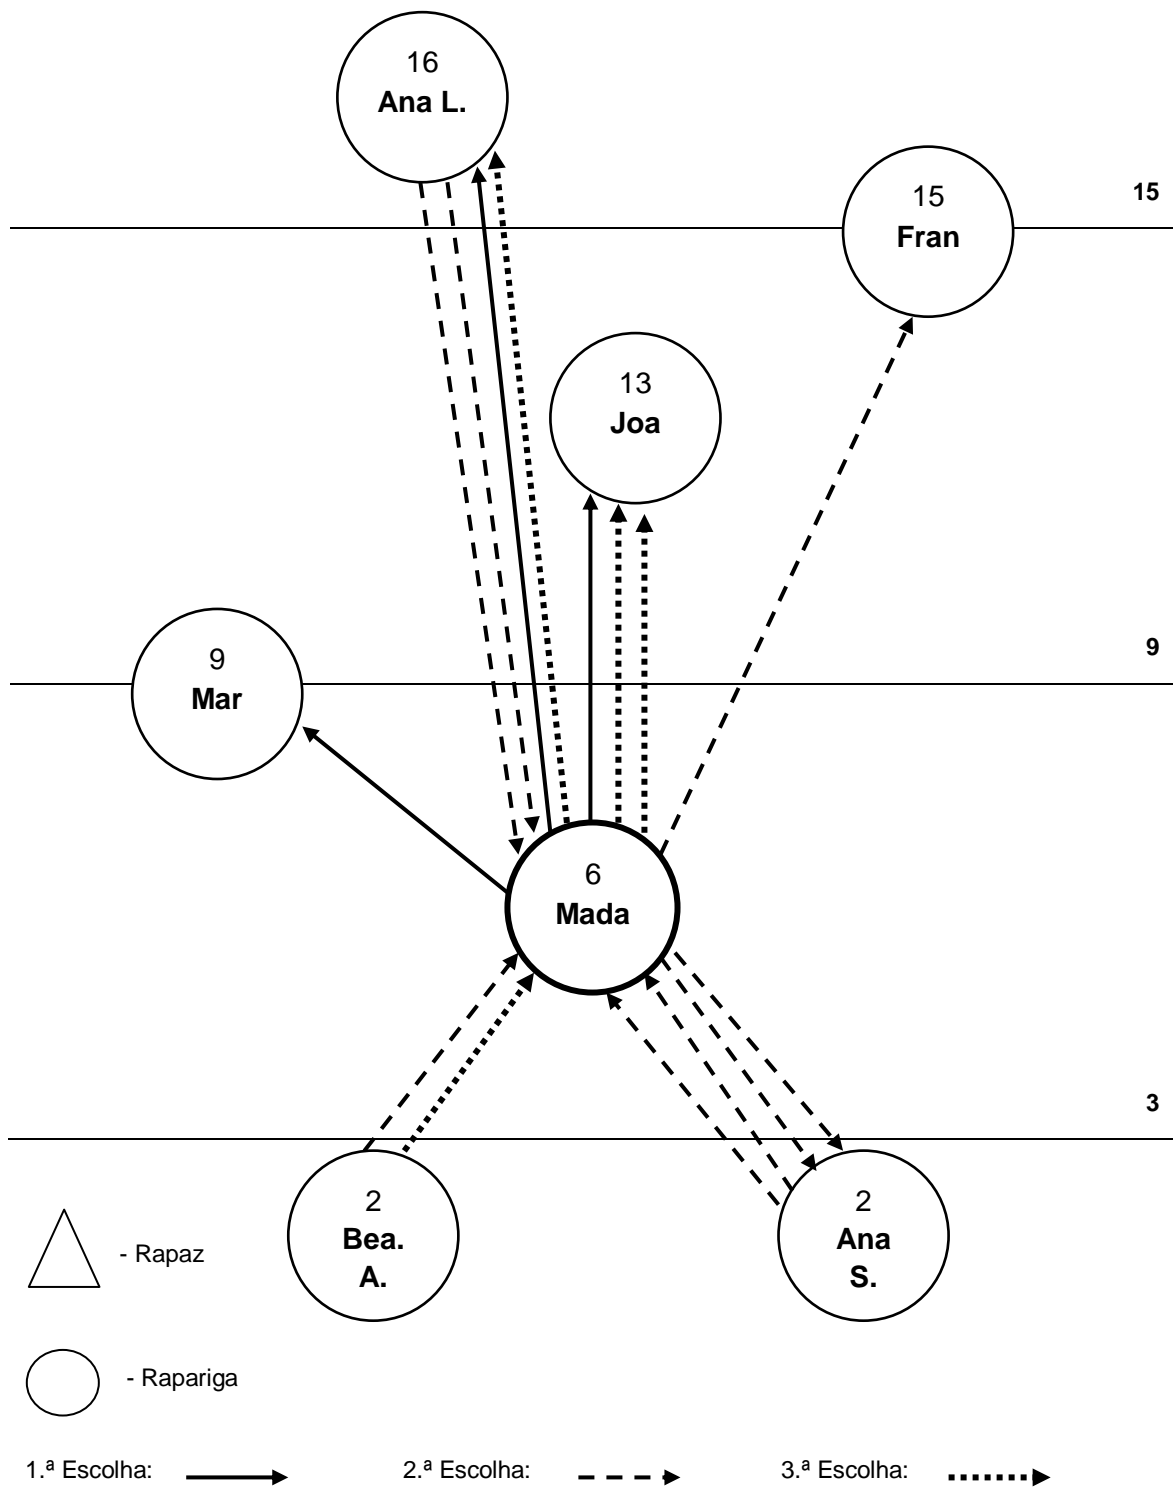 16
Ana L.
15
15
Fran
13
Joa
9
9
Mar
6
Mada
3
2
Bea.
A.
2
Ana
S.
- Rapaz
- Rapariga
1.ª Escolha:
2.ª Escolha:
3.ª Escolha: